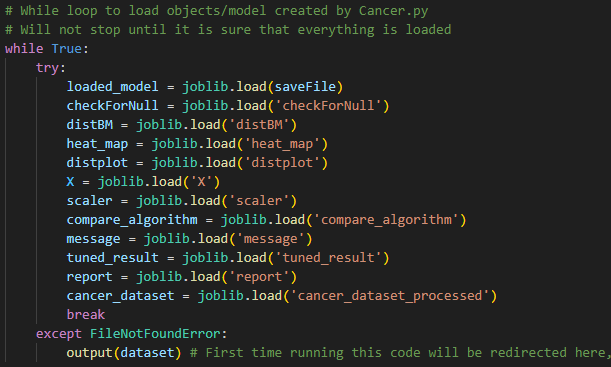 # While loop to load objects/model created by Cancer.py
# Will not stop until it is sure that everything is loaded
while True:
    try:
        loaded_model = joblib.load(saveFile)
        checkForNull = joblib.load('checkForNull')
        distBM = joblib.load('distBM')
        heat_map = joblib.load('heat_map')
        distplot = joblib.load('distplot')
        X = joblib.load('X')
        scaler = joblib.load('scaler')
        compare_algorithm = joblib.load('compare_algorithm')
        message = joblib.load('message')
        tuned_result = joblib.load('tuned_result')
        report = joblib.load('report')
        cancer_dataset = joblib.load('cancer_dataset_processed')
        break
    except FileNotFoundError:
        output(dataset) # First time running this code will be redirected here,